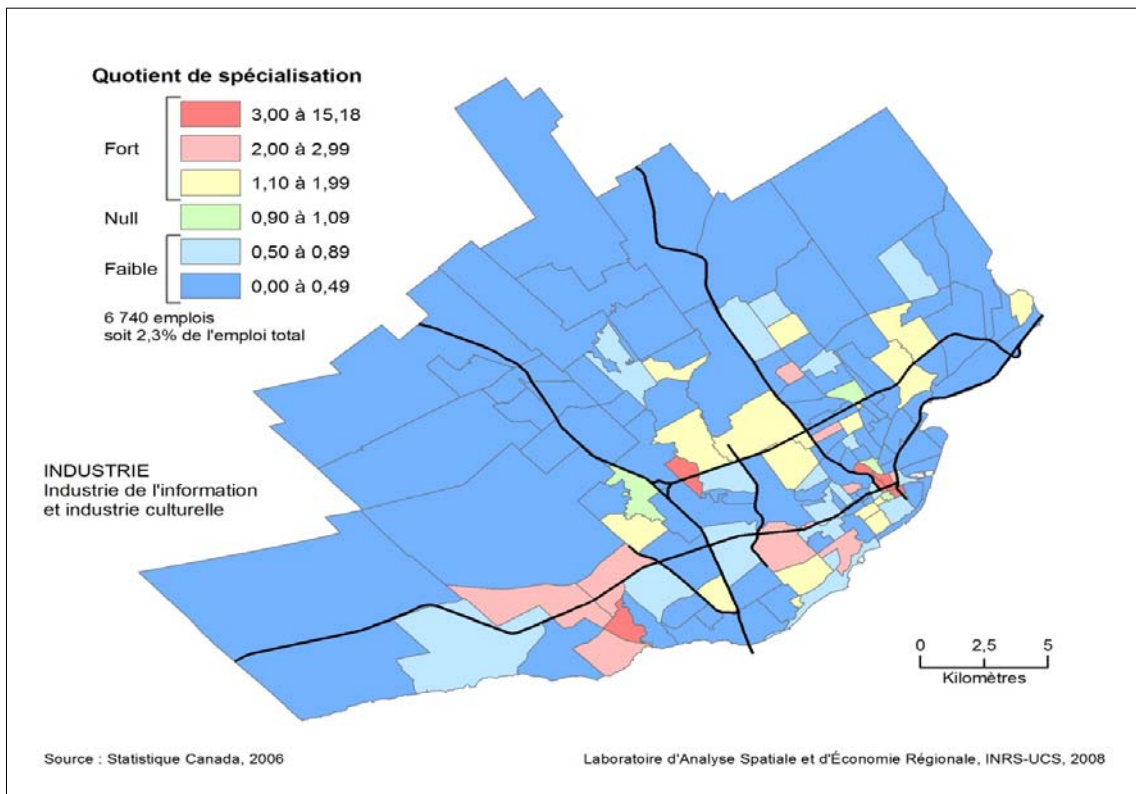 Quotient de spécialisation
Fort
3,00 à 15,18
2,00 à 2,99
1,10 à 1,99
Null
0,90 à 1,09
Faible
0,50 à 0,89
0,00 à 0,49
6 740 emplois
soit 2,3% de l'emploi total
INDUSTRIE
Industrie de l'information
et industrie culturelle
0 2,5 5
Kilomètres
Source : Statistique Canada, 2006
Laboratoire d'Analyse Spatiale et d'Économie Régionale, INRS-UCS, 2008